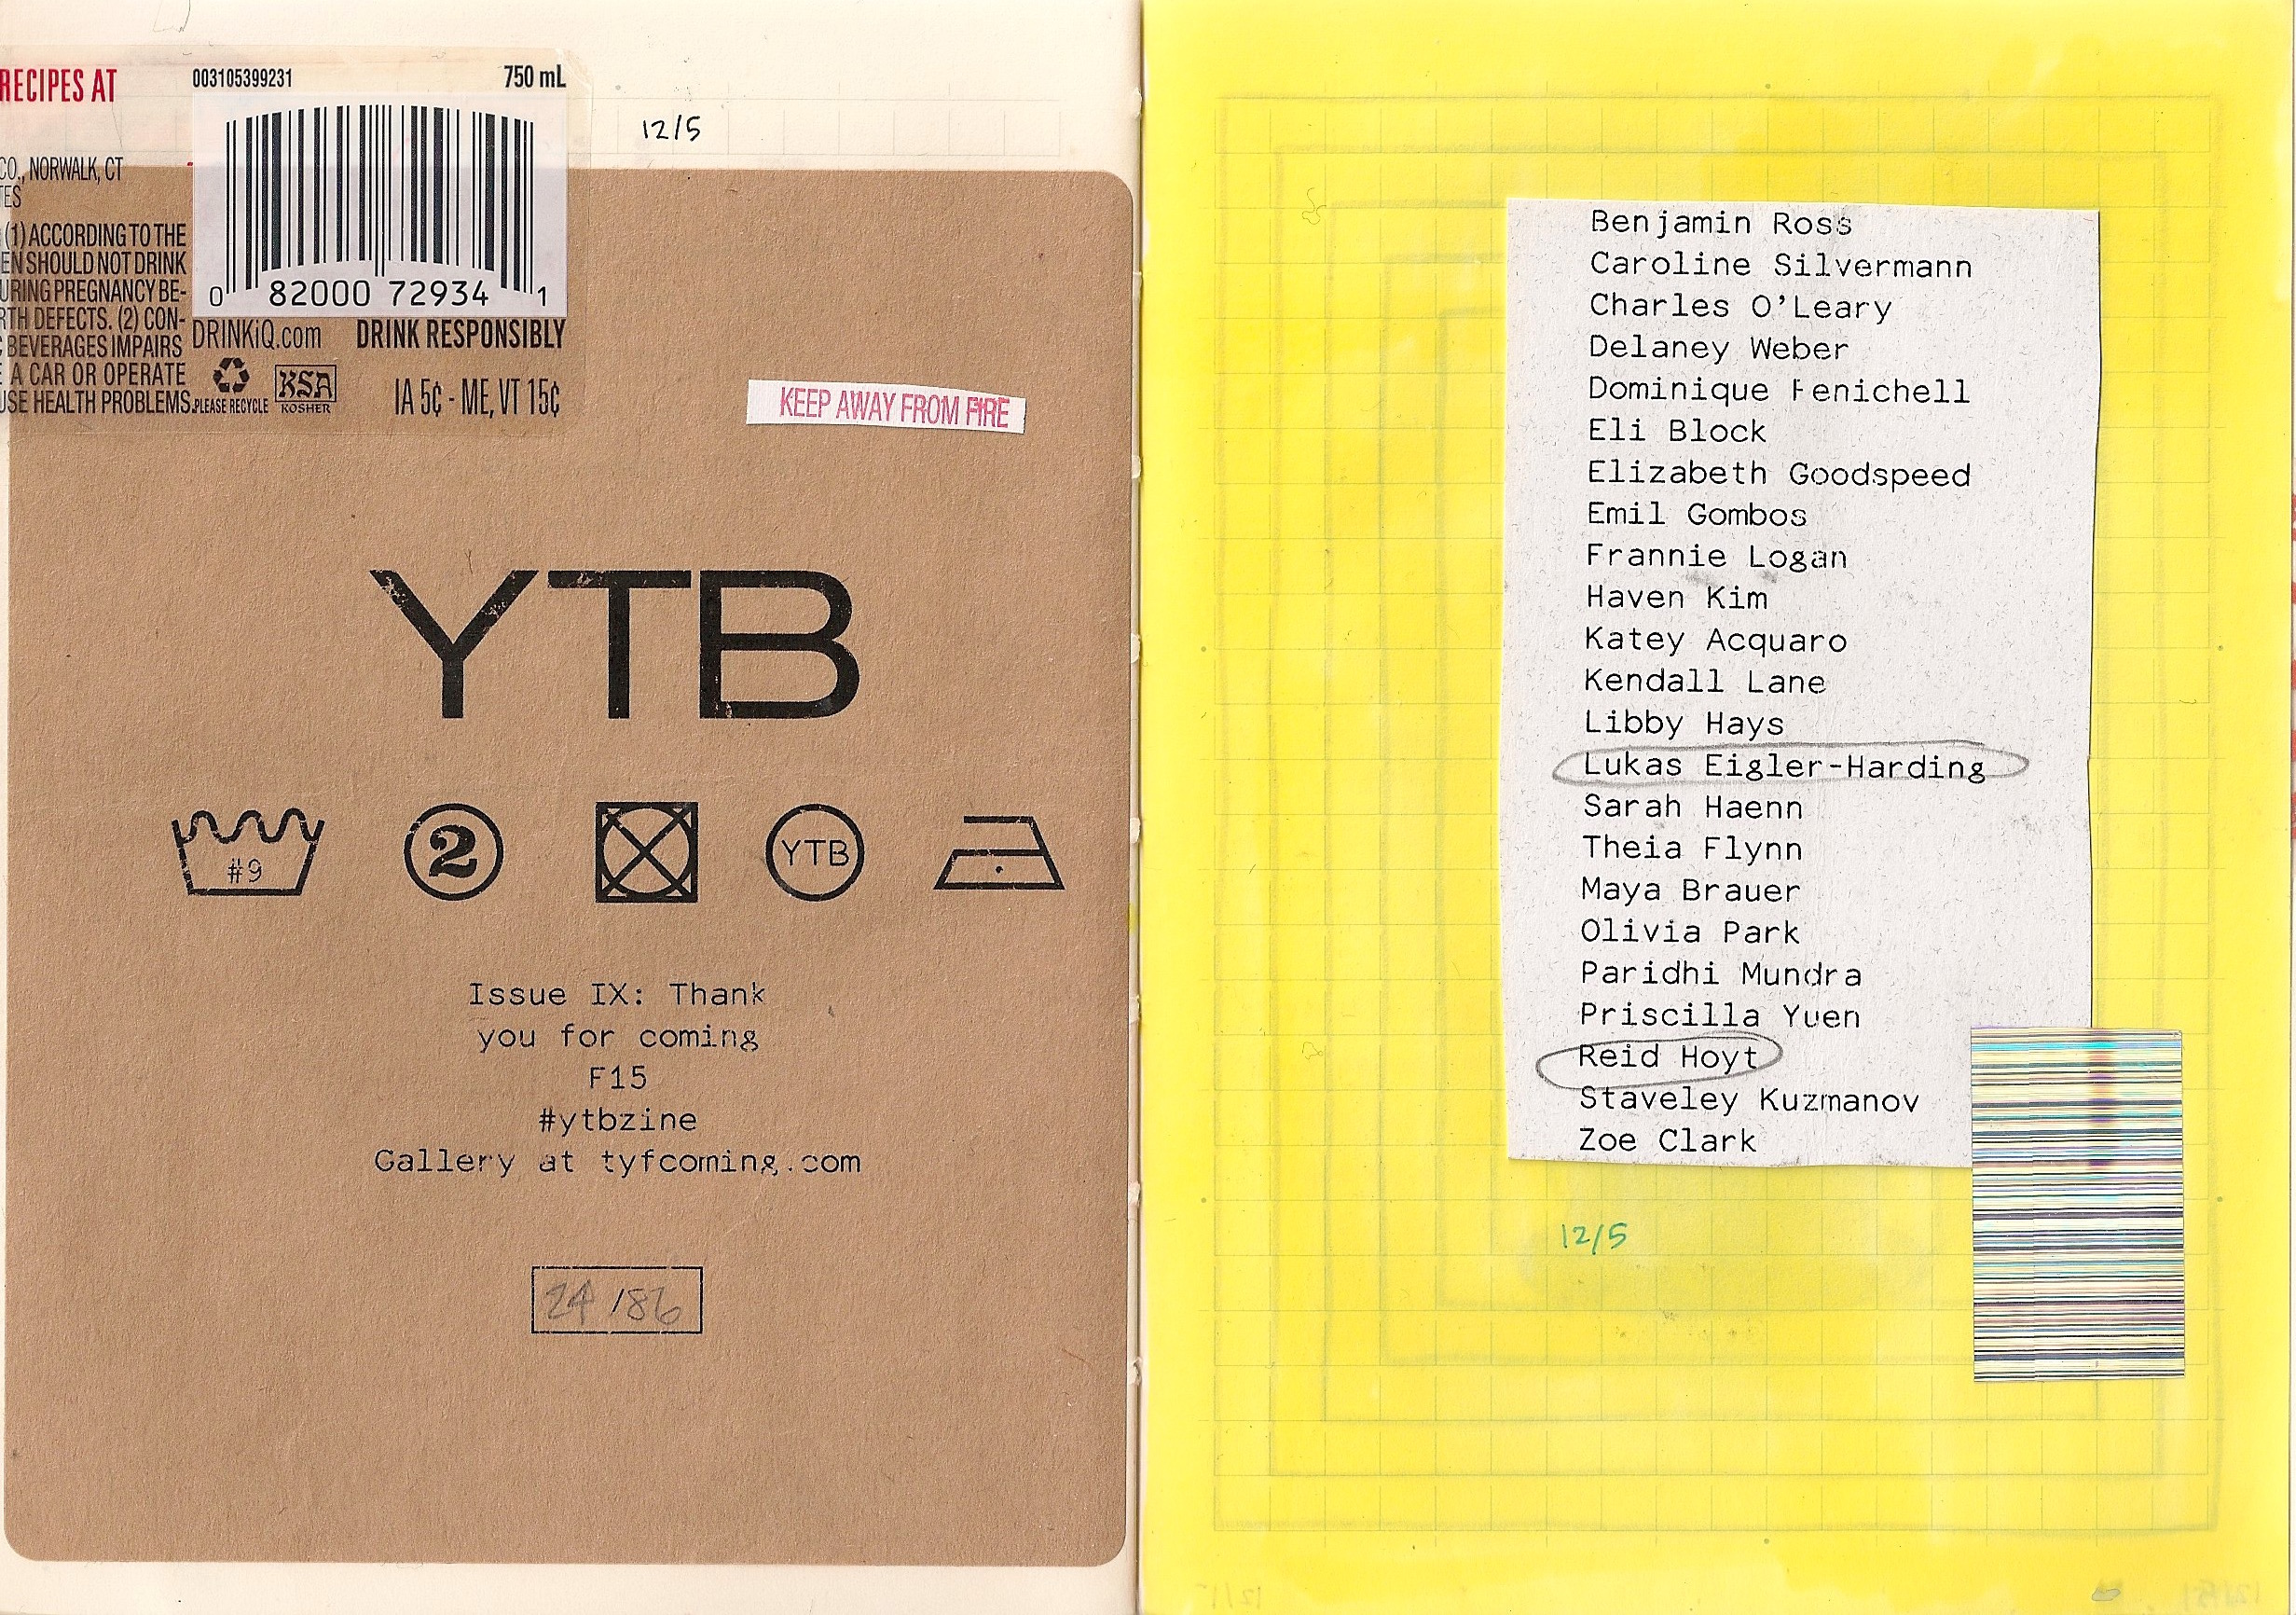 RECIPES AT
003105399231
750 mL
12/5
CO., NORWALK, CT
TES
(1) ACCORDING TO THE
EN SHOULD NOT DRINK
URING PREGNANCY BE-
RTH DEFECTS. (2) CON-
C BEVERAGES IMPAIRS
E A CAR OR OPERATE
USE HEALTH PROBLEMS.
0 82000 72934 1
DRINKiQ.com
DRINK RESPONSIBLY
PLEASE RECYCLE
KSA
KOSHER
IA 5¢ - ME, VT 15¢
KEEP AWAY FROM FIRE
YTB
#9
2
YTB
Issue IX: Thank
you for coming
F15
#ytbzine
Gallery at tyfcoming.com
24/86
Benjamin Ross
Caroline Silvermann
Charles O'Leary
Delaney Weber
Dominique Fenichell
Eli Block
Elizabeth Goodspeed
Emil Gombos
Frannie Logan
Haven Kim
Katey Acquaro
Kendall Lane
Libby Hays
Lukas Eigler-Harding
Sarah Haenn
Theia Flynn
Maya Brauer
Olivia Park
Paridhi Mundra
Priscilla Yuen
Reid Hoyt
Staveley Kuzmanov
Zoe Clark
12/5